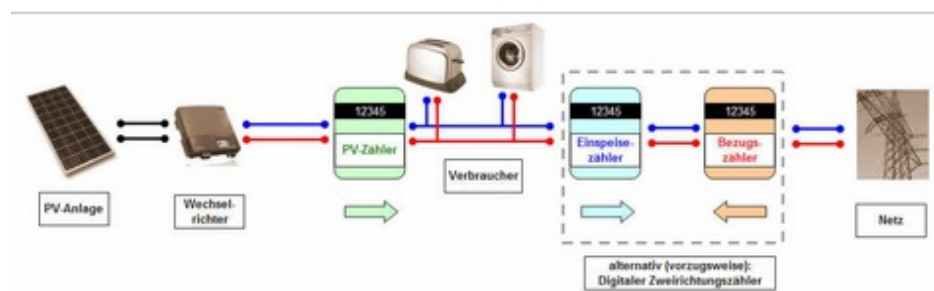 12345
PV-Zähler
12345
Einspeise-
zähler
12345
Bezugs-
zähler
Verbraucher
PV-Anlage
Wechsel-
richter
Netz
alternativ (vorzugsweise):
Digitaler Zweirichtungszähler